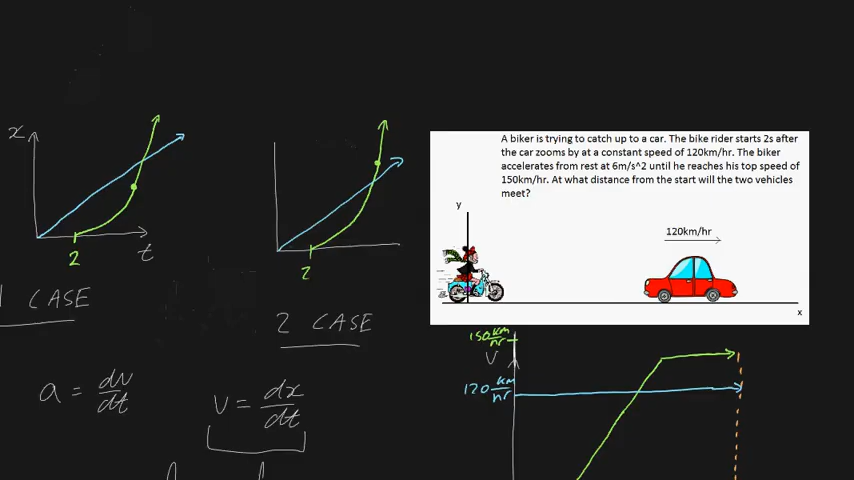 x
t
2
1 CASE
2
2 CASE
a = dv/dt
v = dx/dt
A biker is trying to catch up to a car. The bike rider starts 2s after
the car zooms by at a constant speed of 120km/hr. The biker
accelerates from rest at 6m/s^2 until he reaches his top speed of
150km/hr. At what distance from the start will the two vehicles
meet?
y
120km/hr
x
150 km/hr
V
120 km/hr